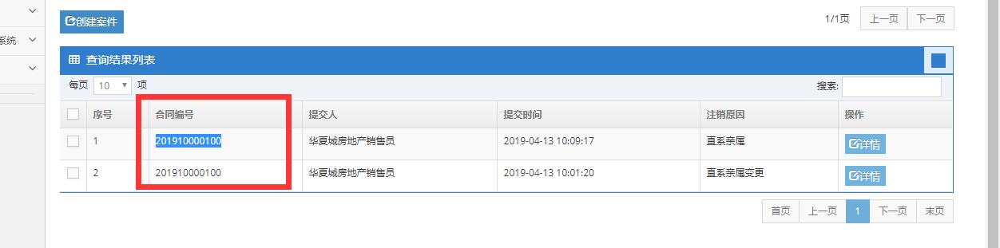 创建案件
1/1页 上一页 下一页
系统
查询结果列表
每页 10 项 搜索:
序号 合同编号 提交人 提交时间 注销原因 操作
1 201910000100 华夏城房地产销售员 2019-04-13 10:09:17 直系亲属 详情
2 201910000100 华夏城房地产销售员 2019-04-13 10:01:20 直系亲属变更 详情
首页 上一页 1 下一页 末页